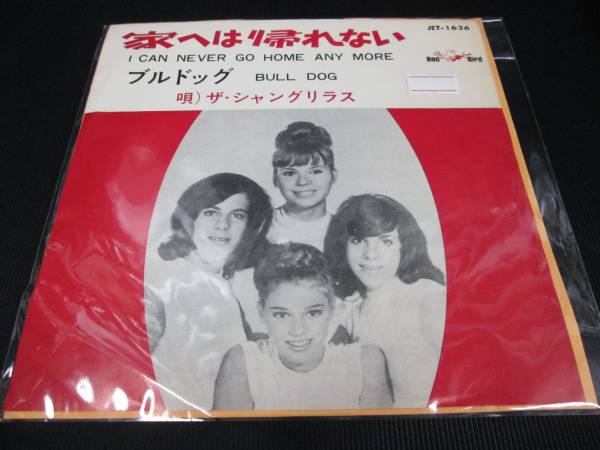 家へは帰れない
JET-1636
I CAN NEVER GO HOME ANY MORE
Red Bird
ブルドッグ BULL DOG
唄)ザ・シャングリラス